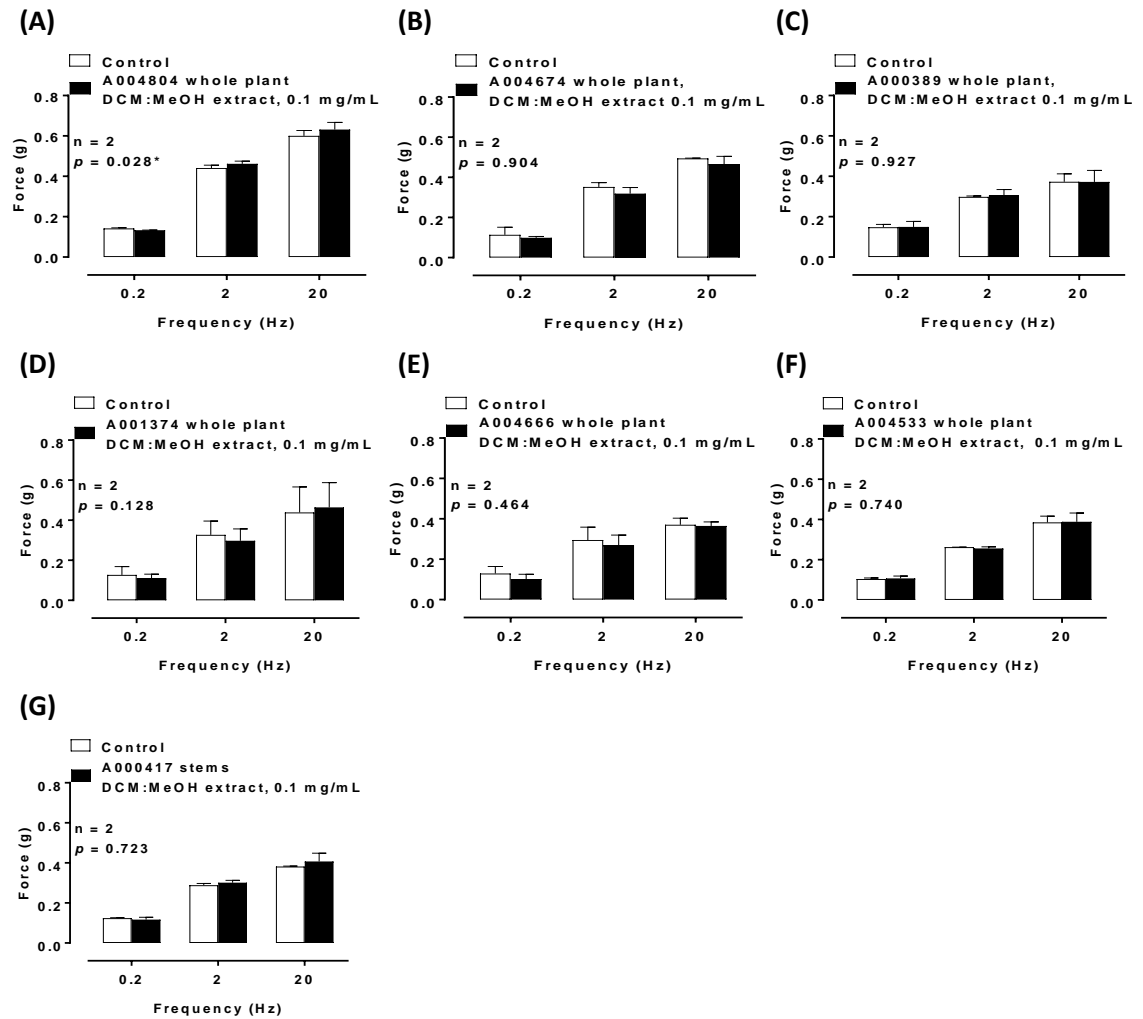 (A)
Control
A004804 whole plant
DCM:MeOH extract, 0.1 mg/mL
n = 2
p = 0.028*
Force (g)
0.8
0.6
0.4
0.2
0.0
0.2 2 20
Frequency (Hz)
(B)
Control
A004674 whole plant,
DCM:MeOH extract 0.1 mg/mL
n = 2
p = 0.904
Force (g)
0.8
0.6
0.4
0.2
0.0
0.2 2 20
Frequency (Hz)
(C)
Control
A000389 whole plant,
DCM:MeOH extract 0.1 mg/mL
n = 2
p = 0.927
Force (g)
0.8
0.6
0.4
0.2
0.0
0.2 2 20
Frequency (Hz)
(D)
Control
A001374 whole plant
DCM:MeOH extract, 0.1 mg/mL
n = 2
p = 0.128
Force (g)
0.8
0.6
0.4
0.2
0.0
0.2 2 20
Frequency (Hz)
(E)
Control
A004666 whole plant
DCM:MeOH extract, 0.1 mg/mL
n = 2
p = 0.464
Force (g)
0.8
0.6
0.4
0.2
0.0
0.2 2 20
Frequency (Hz)
(F)
Control
A004533 whole plant
DCM:MeOH extract, 0.1 mg/mL
n = 2
p = 0.740
Force (g)
0.8
0.6
0.4
0.2
0.0
0.2 2 20
Frequency (Hz)
(G)
Control
A000417 stems
DCM:MeOH extract, 0.1 mg/mL
n = 2
p = 0.723
Force (g)
0.8
0.6
0.4
0.2
0.0
0.2 2 20
Frequency (Hz)